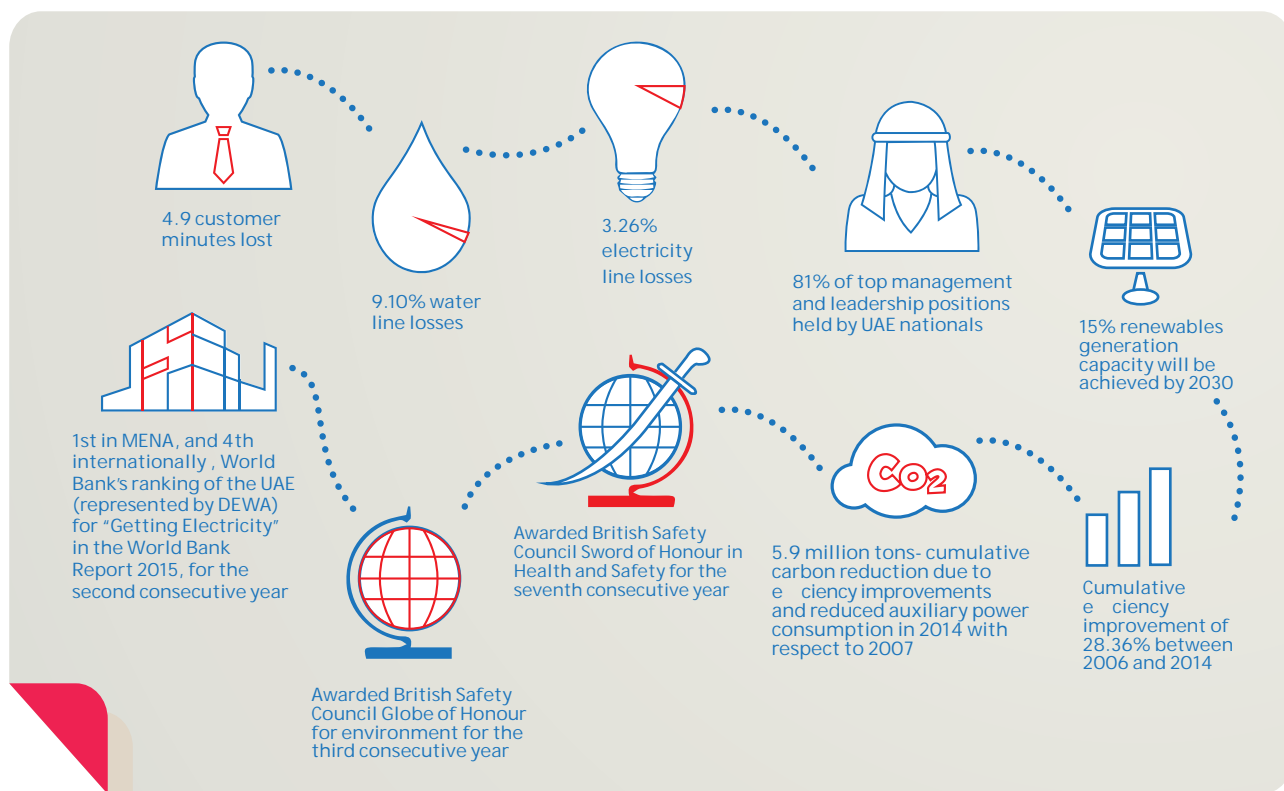 4.9 customer
minutes lost
9.10% water
line losses
3.26%
electricity
line losses
81% of top management
and leadership positions
held by UAE nationals
15% renewables
generation
capacity will be
achieved by 2030
1st in MENA, and 4th
internationally , World
Bank's ranking of the UAE
(represented by DEWA)
for "Getting Electricity"
in the World Bank
Report 2015, for the
second consecutive year
Awarded British Safety
Council Globe of Honour
for environment for the
third consecutive year
Awarded British Safety
Council Sword of Honour in
Health and Safety for the
seventh consecutive year
CO2
5.9 million tons- cumulative
carbon reduction due to
e ciency improvements
and reduced auxiliary power
consumption in 2014 with
respect to 2007
Cumulative
e ciency
improvement of
28.36% between
2006 and 2014